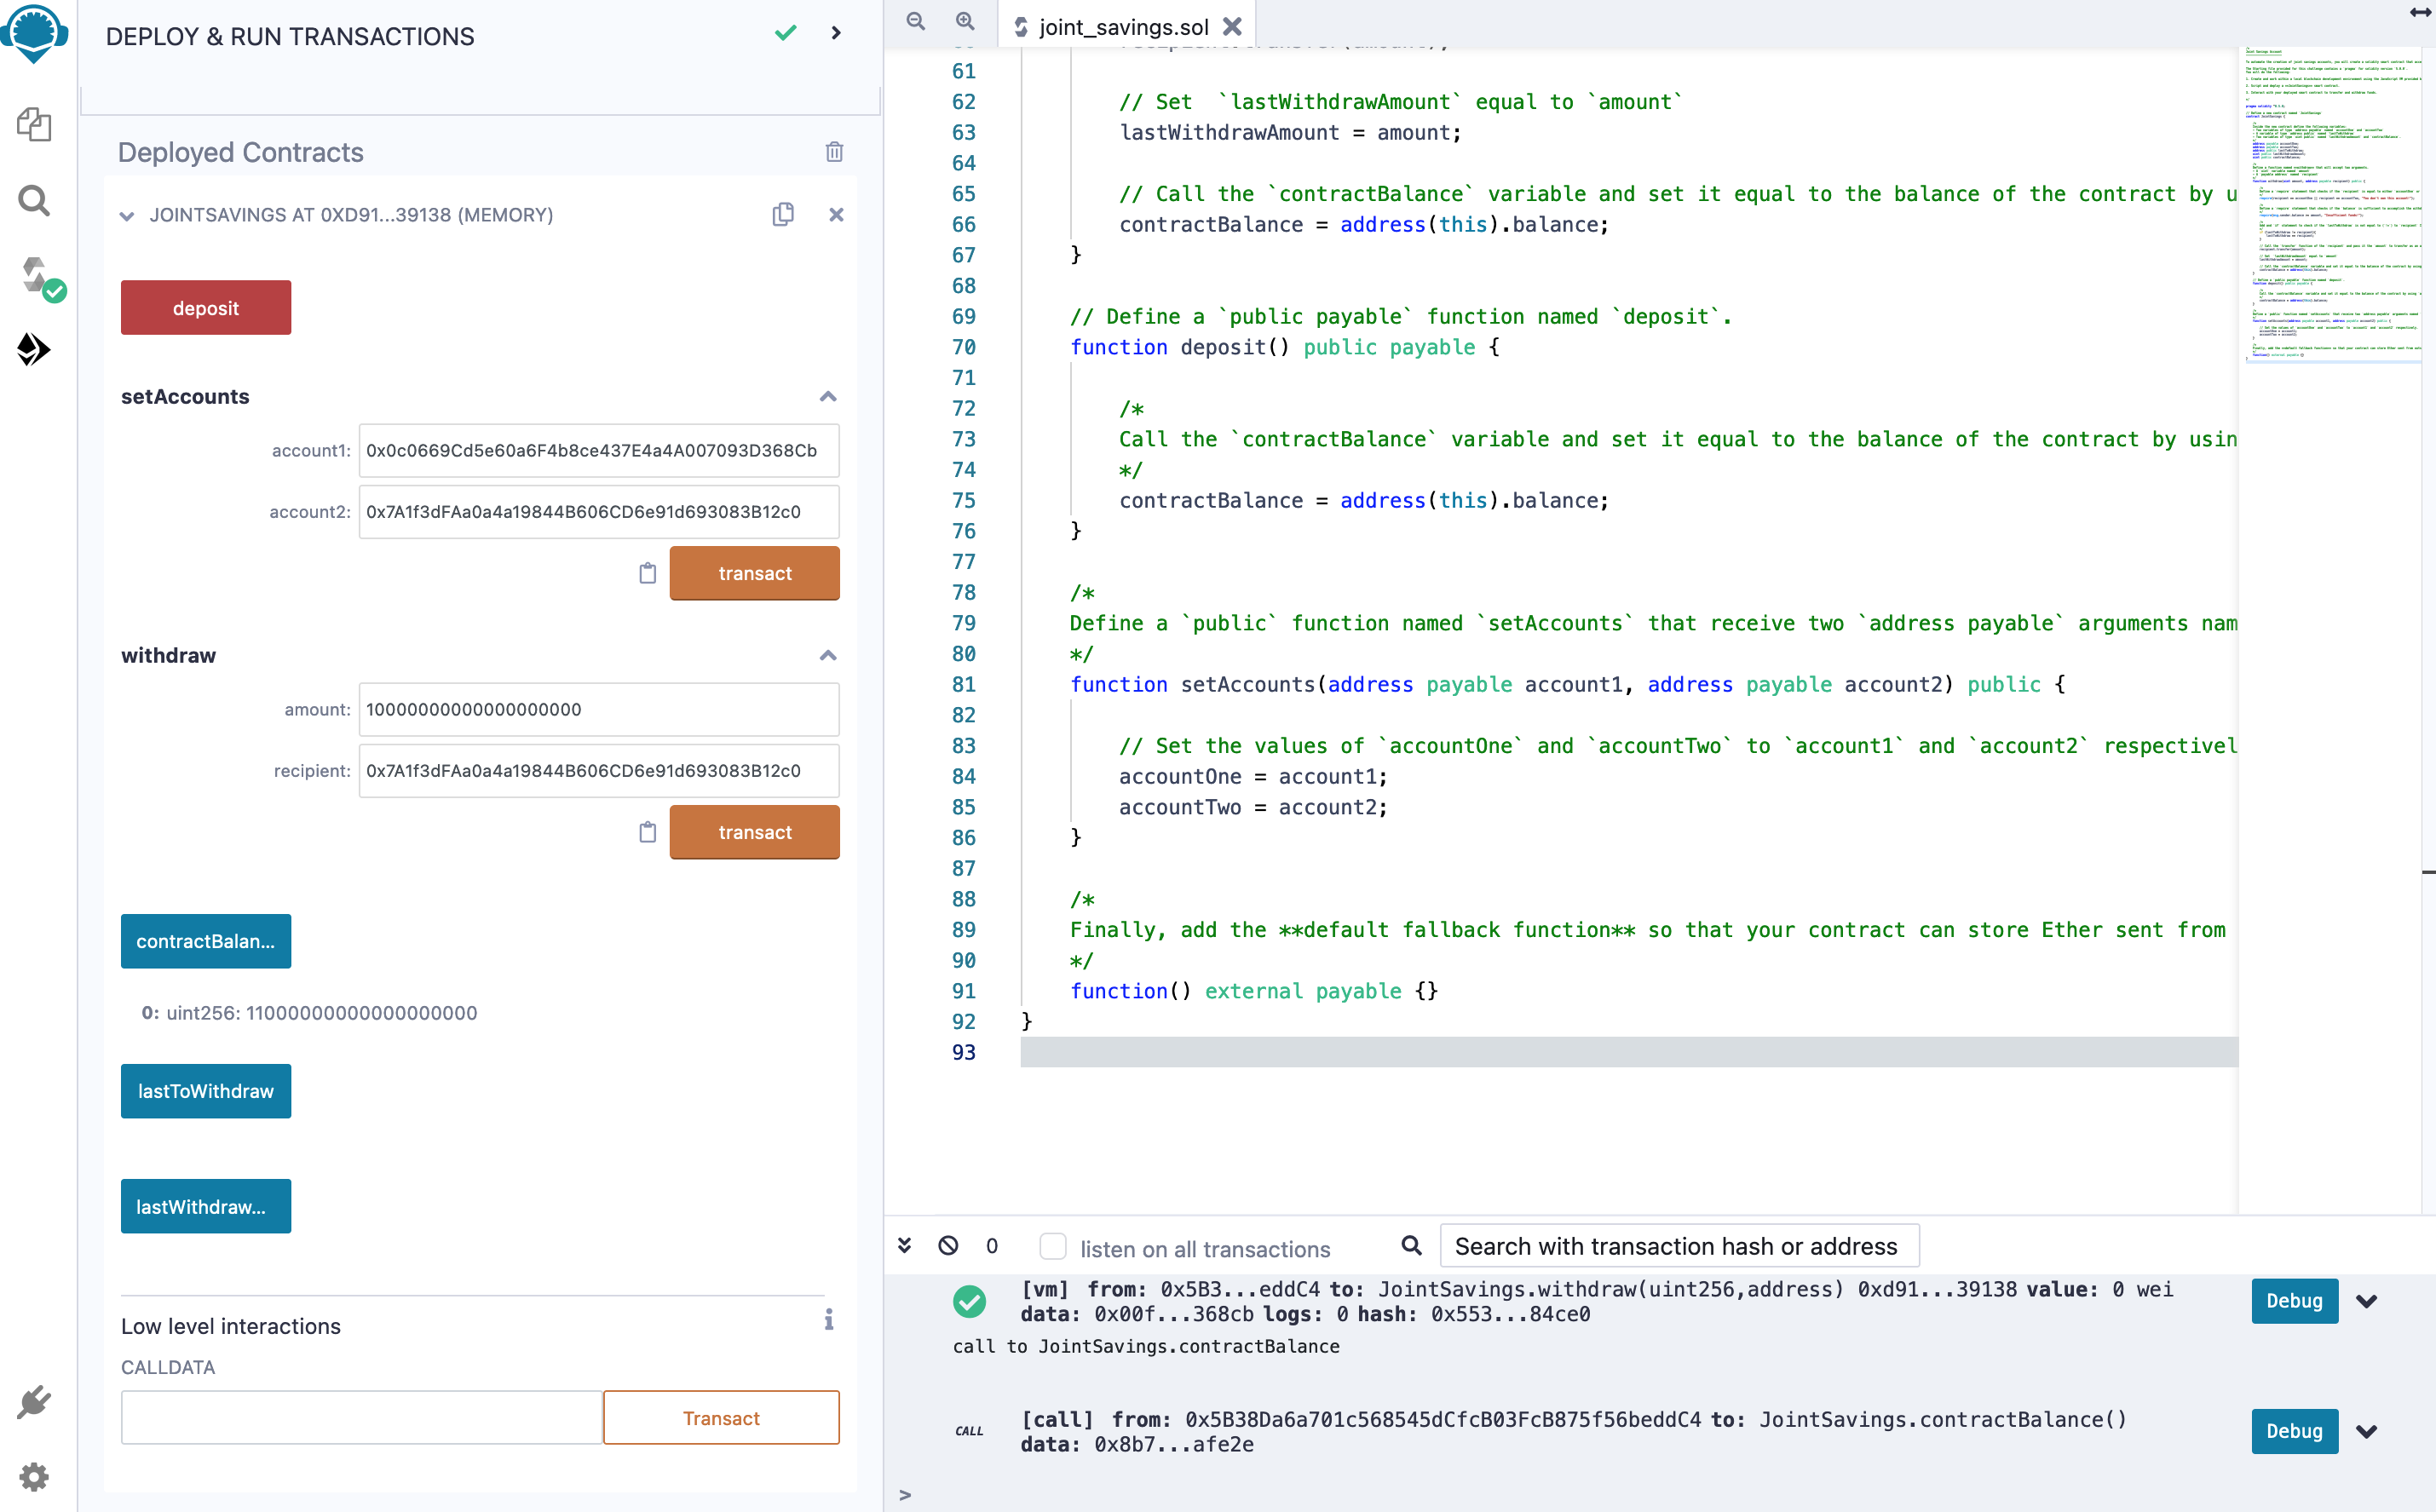 DEPLOY & RUN TRANSACTIONS
Deployed Contracts
JOINTSAVINGS AT 0XD91...39138 (MEMORY)
deposit
setAccounts
account1: 0x0c0669Cd5e60a6F4b8ce437E4a4A007093D368Cb
account2: 0x7A1f3dFAa0a4a19844B606CD6e91d693083B12c0
transact
withdraw
amount: 10000000000000000000
recipient: 0x7A1f3dFAa0a4a19844B606CD6e91d693083B12c0
transact
contractBalan...
0: uint256: 11000000000000000000
lastToWithdraw
lastWithdraw...
Low level interactions
CALLDATA
Transact
joint_savings.sol
61
62 // Set  `lastWithdrawAmount` equal to `amount`
63 lastWithdrawAmount = amount;
64
65 // Call the `contractBalance` variable and set it equal to the balance of the contract by u
66 contractBalance = address(this).balance;
67 }
68
69 // Define a `public payable` function named `deposit`.
70 function deposit() public payable {
71
72 /*
73 Call the `contractBalance` variable and set it equal to the balance of the contract by usin
74 */
75 contractBalance = address(this).balance;
76 }
77
78 /*
79 Define a `public` function named `setAccounts` that receive two `address payable` arguments nam
80 */
81 function setAccounts(address payable account1, address payable account2) public {
82
83 // Set the values of `accountOne` and `accountTwo` to `account1` and `account2` respectivel
84 accountOne = account1;
85 accountTwo = account2;
86 }
87
88 /*
89 Finally, add the **default fallback function** so that your contract can store Ether sent from
90 */
91 function() external payable {}
92 }
93
0 listen on all transactions Search with transaction hash or address
[vm] from: 0x5B3...eddC4 to: JointSavings.withdraw(uint256,address) 0xd91...39138 value: 0 wei
data: 0x00f...368cb logs: 0 hash: 0x553...84ce0
Debug
call to JointSavings.contractBalance
CALL [call] from: 0x5B38Da6a701c568545dCfcB03FcB875f56beddC4 to: JointSavings.contractBalance()
data: 0x8b7...afe2e
Debug
>